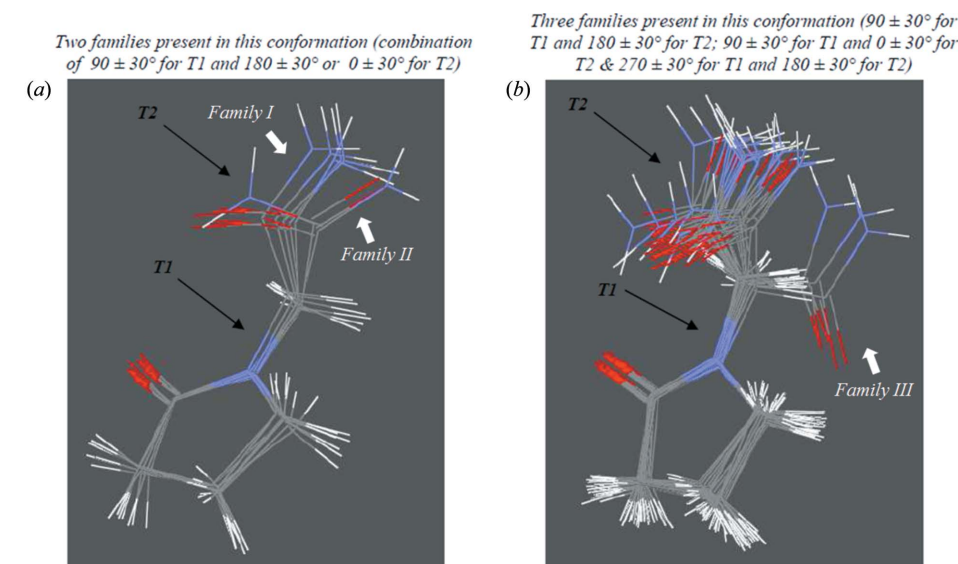 Two families present in this conformation (combination
of 90 ± 30° for T1 and 180 ± 30° or 0 ± 30° for T2)
(a)
T2
Family I
Family II
T1
Three families present in this conformation (90 ± 30° for
T1 and 180 ± 30° for T2; 90 ± 30° for T1 and 0 ± 30° for
T2 & 270 ± 30° for T1 and 180 ± 30° for T2)
(b)
T2
T1
Family III